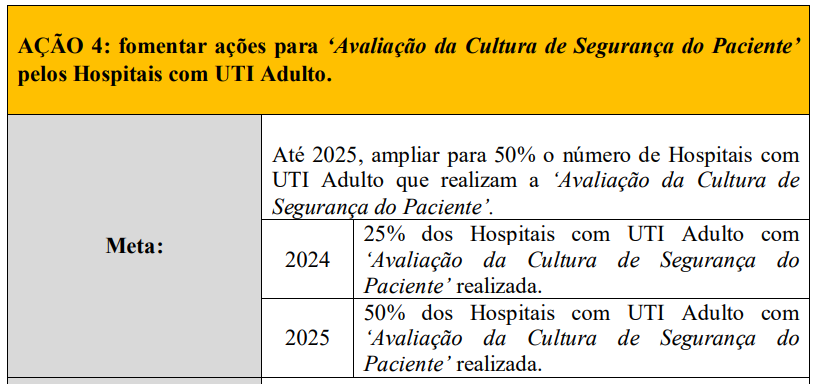 AÇÃO 4: fomentar ações para ‘Avaliação da Cultura de Segurança do Paciente’
pelos Hospitais com UTI Adulto.
Meta:
Até 2025, ampliar para 50% o número de Hospitais com
UTI Adulto que realizam a ‘Avaliação da Cultura de
Segurança do Paciente’.
2024
25% dos Hospitais com UTI Adulto com
‘Avaliação da Cultura de Segurança do
Paciente’ realizada.
2025
50% dos Hospitais com UTI Adulto com
‘Avaliação da Cultura de Segurança do
Paciente’ realizada.